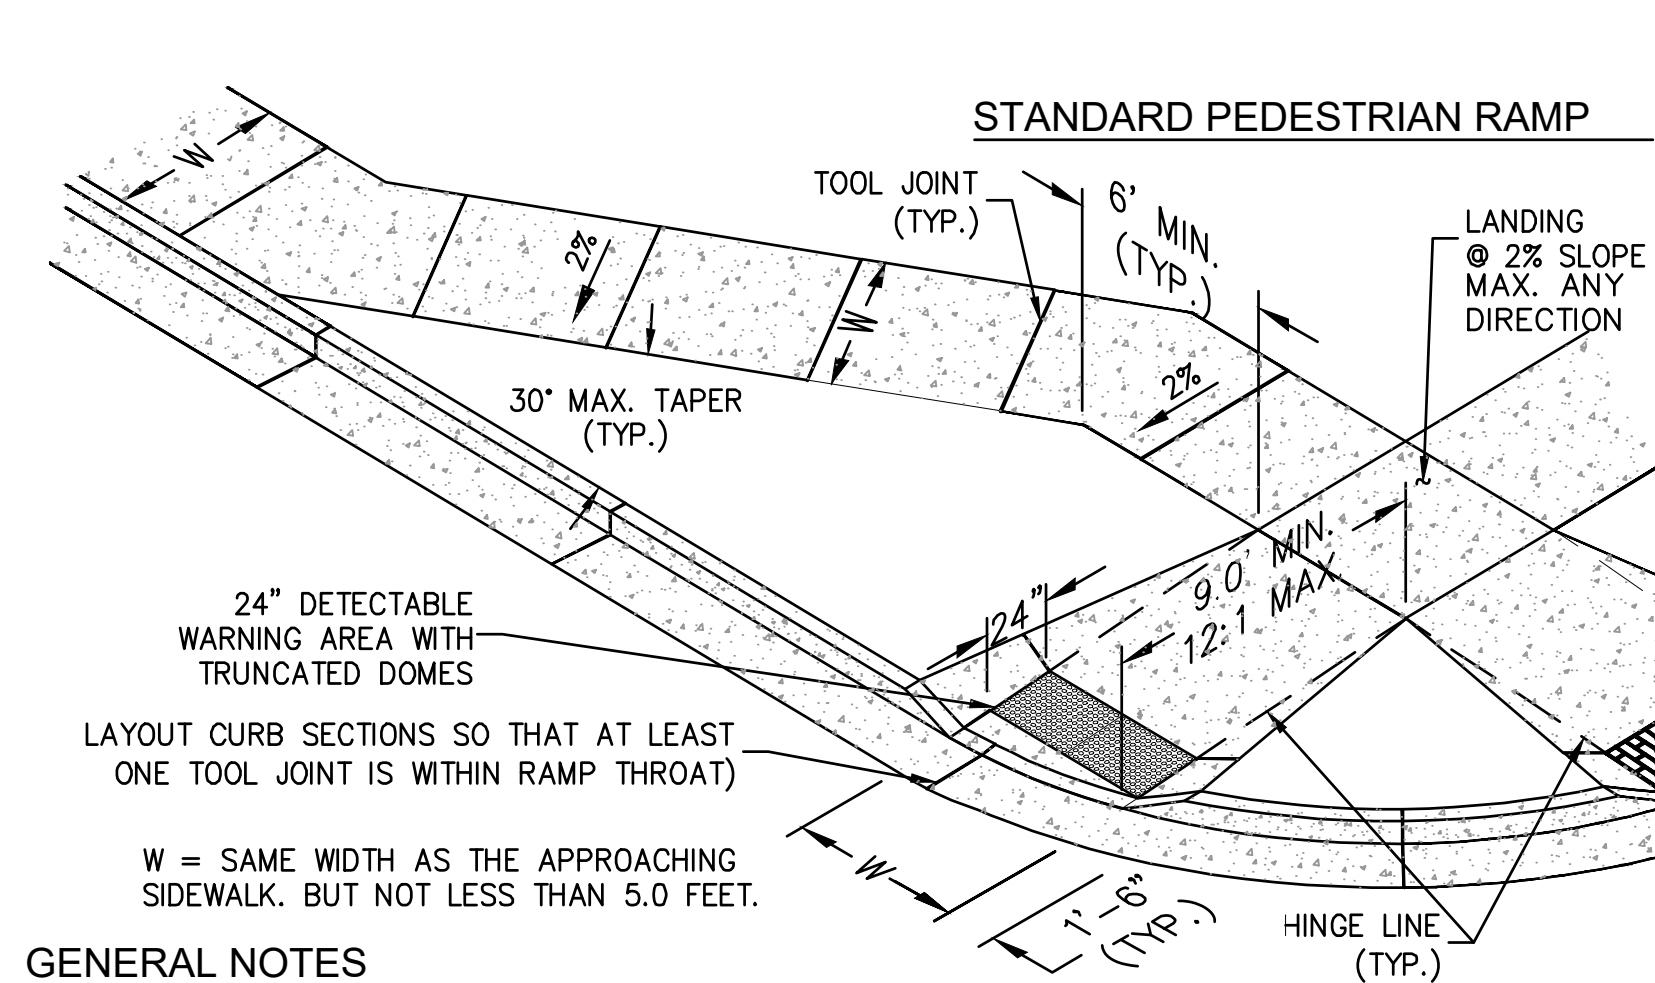 STANDARD PEDESTRIAN RAMP
W
TOOL JOINT
(TYP.)
6' MIN.
(TYP.)
LANDING
@ 2% SLOPE
MAX. ANY
DIRECTION
2%
W
2%
30° MAX. TAPER
(TYP.)
9.0' MIN.
12:1 MAX
24"
24" DETECTABLE
WARNING AREA WITH
TRUNCATED DOMES
LAYOUT CURB SECTIONS SO THAT AT LEAST
ONE TOOL JOINT IS WITHIN RAMP THROAT)
W = SAME WIDTH AS THE APPROACHING
SIDEWALK. BUT NOT LESS THAN 5.0 FEET.
W
1'-6"
(TYP.)
HINGE LINE
(TYP.)
GENERAL NOTES